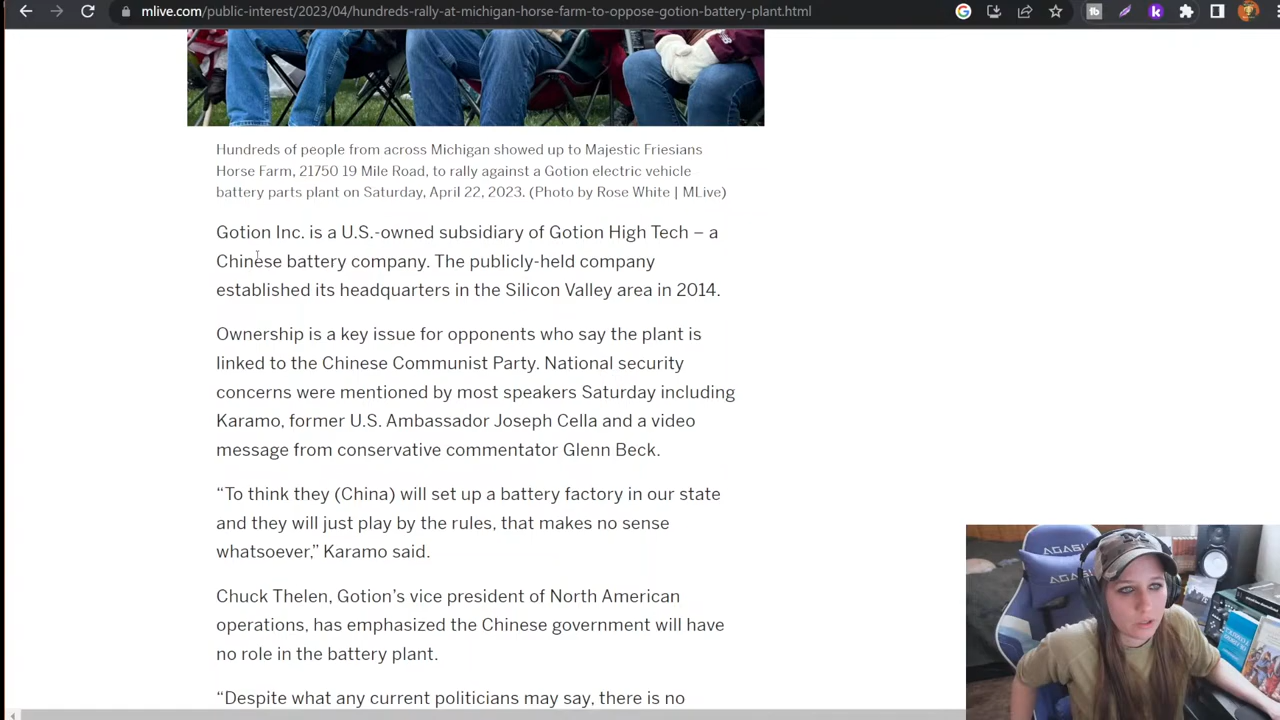 mlive.com/public-interest/2023/04/hundreds-rally-at-michigan-horse-farm-to-oppose-gotion-battery-plant.html
Hundreds of people from across Michigan showed up to Majestic Friesians
Horse Farm, 21750 19 Mile Road, to rally against a Gotion electric vehicle
battery parts plant on Saturday, April 22, 2023. (Photo by Rose White | MLive)
Gotion Inc. is a U.S.-owned subsidiary of Gotion High Tech – a
Chinese battery company. The publicly-held company
established its headquarters in the Silicon Valley area in 2014.
Ownership is a key issue for opponents who say the plant is
linked to the Chinese Communist Party. National security
concerns were mentioned by most speakers Saturday including
Karamo, former U.S. Ambassador Joseph Cella and a video
message from conservative commentator Glenn Beck.
“To think they (China) will set up a battery factory in our state
and they will just play by the rules, that makes no sense
whatsoever,” Karamo said.
Chuck Thelen, Gotion’s vice president of North American
operations, has emphasized the Chinese government will have
no role in the battery plant.
“Despite what any current politicians may say, there is no